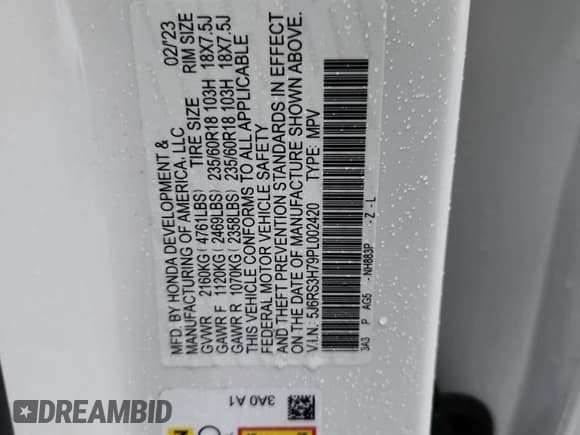 MFD. BY HONDA DEVELOPMENT & 02/'23
MANUFACTURING OF AMERICA, LLC
TIRE SIZE RIM SIZE
GVWR 2160KG( 4761LBS)
GAWR F 1120KG( 2469LBS) 235/60R18 103H 18X7.5J
GAWR R 1070KG( 2358LBS) 235/60R18 103H 18X7.5J
THIS VEHICLE CONFORMS TO ALL APPLICABLE
FEDERAL MOTOR VEHICLE SAFETY
AND THEFT PREVENTION STANDARDS IN EFFECT
ON THE DATE OF MANUFACTURE SHOWN ABOVE.
V.I.N.: 5J6RS3H79PL002420 TYPE: MPV
3A3 P AG5 -NH883P -Z-L
3A0 A1
DREAMBID
dreambid.com